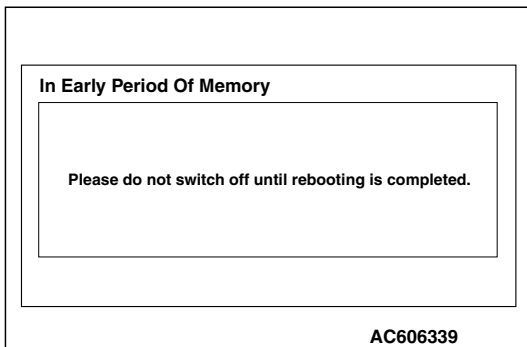 In Early Period Of Memory
Please do not switch off until rebooting is completed.
AC606339